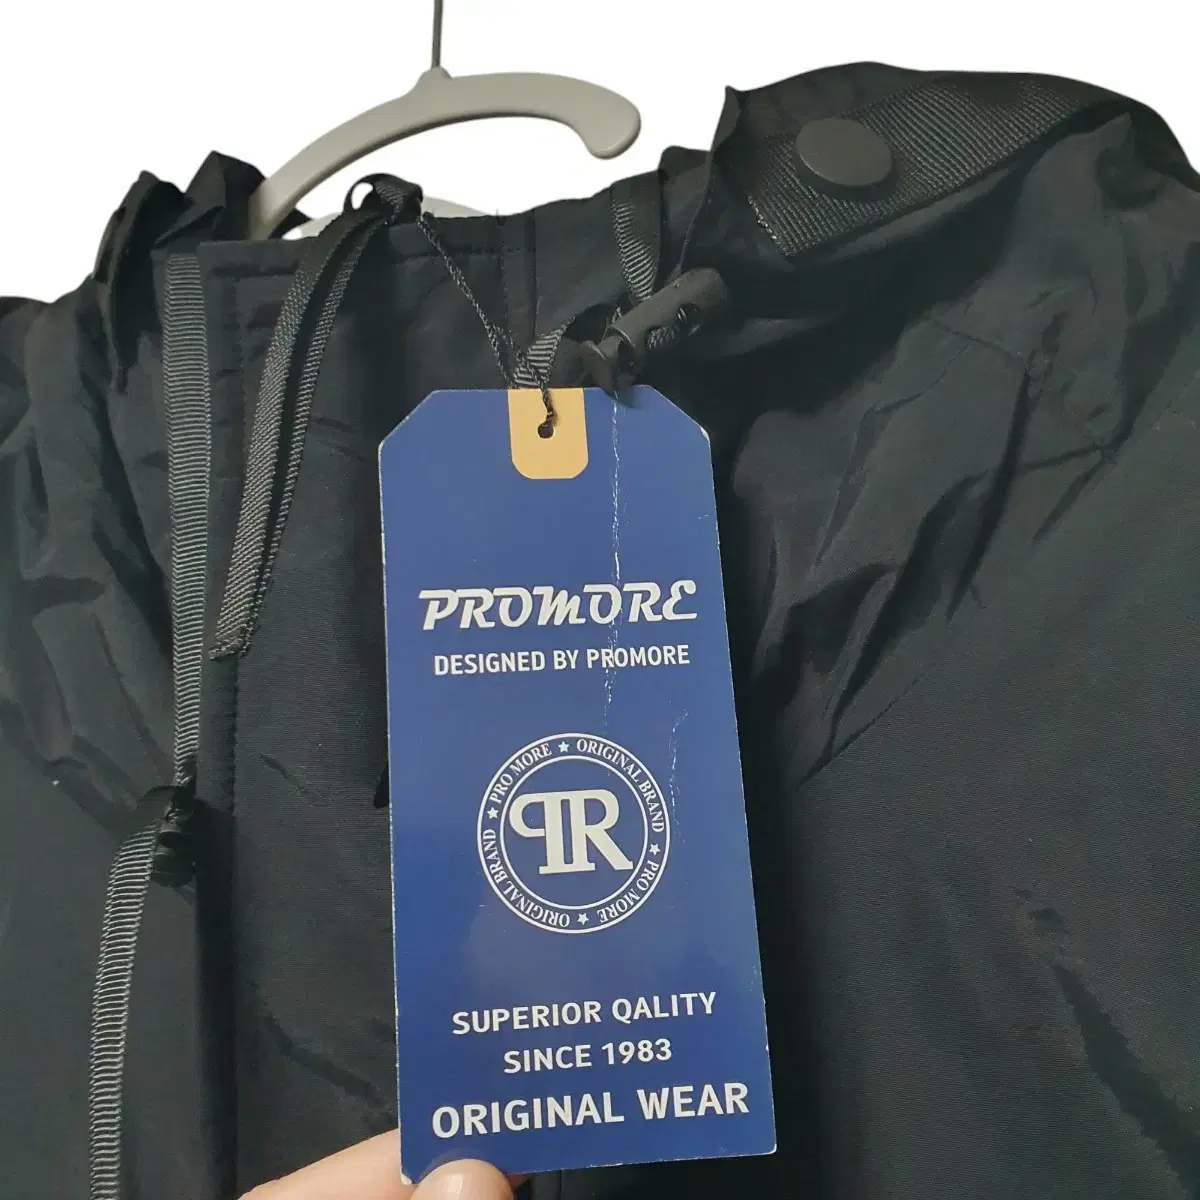 PROMORE
DESIGNED BY PROMORE
PRO MORE ★ ORIGINAL BRAND ★ PRO MORE ★ ORIGINAL BRAND ★
PR
SUPERIOR QALITY
SINCE 1983
ORIGINAL WEAR